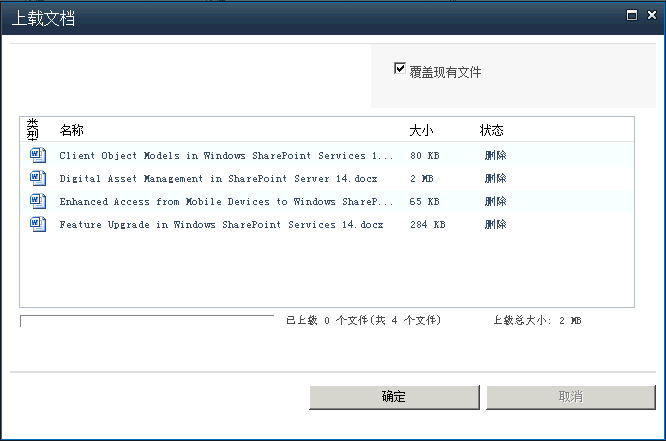 上载文档
覆盖现有文件
类型 名称 大小 状态
Client Object Models in Windows SharePoint Services 1... 80 KB 删除
Digital Asset Management in SharePoint Server 14.docx 2 MB 删除
Enhanced Access from Mobile Devices to Windows ShareP... 65 KB 删除
Feature Upgrade in Windows SharePoint Services 14.docx 284 KB 删除
已上载 0 个文件(共 4 个文件) 上载总大小: 2 MB
确定 取消